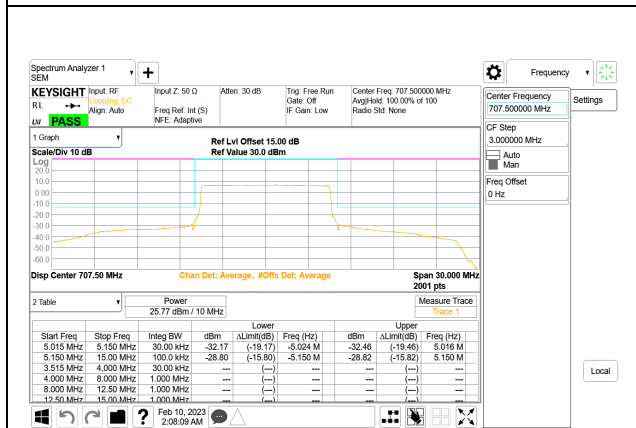 Spectrum Analyzer 1
SEM
Frequency
KEYSIGHT
RL
LXI PASS
Input: RF
Coupling: DC
Align: Auto
Input Z: 50 Ω
Freq Ref: Int (S)
NFE: Adaptive
Atten: 30 dB
Trig: Free Run
Gate: Off
IF Gain: Low
Center Freq: 707.500000 MHz
Avg|Hold: 100.00% of 100
Radio Std: None
Center Frequency
707.500000 MHz
Settings
CF Step
3.000000 MHz
Auto
Man
Freq Offset
0 Hz
1 Graph
Scale/Div 10 dB
Ref Lvl Offset 15.00 dB
Ref Value 30.0 dBm
Log
20.0
10.0
0.00
-10.0
-20.0
-30.0
-40.0
-50.0
-60.0
Disp Center 707.50 MHz
Chan Det: Average, #Offs Det: Average
Span 30.000 MHz
2001 pts
2 Table
Power
25.77 dBm / 10 MHz
Measure Trace
Trace 1
Lower Upper
Start Freq Stop Freq Integ BW dBm ΔLimit(dB) Freq (Hz) dBm ΔLimit(dB) Freq (Hz)
5.015 MHz 5.150 MHz 30.00 kHz -32.17 (-19.17) -5.024 M -32.46 (-19.46) 5.016 M
5.150 MHz 15.00 MHz 100.0 kHz -28.80 (-15.80) -5.150 M -28.82 (-15.82) 5.150 M
3.515 MHz 4.000 MHz 30.00 kHz --- (---) --- (---)
4.000 MHz 8.000 MHz 1.000 MHz --- (---) --- (---)
8.000 MHz 12.50 MHz 1.000 MHz --- (---) --- (---)
12.50 MHz 15.00 MHz 1.000 MHz --- (---) --- (---)
Local
?
Feb 10, 2023
2:08:09 AM